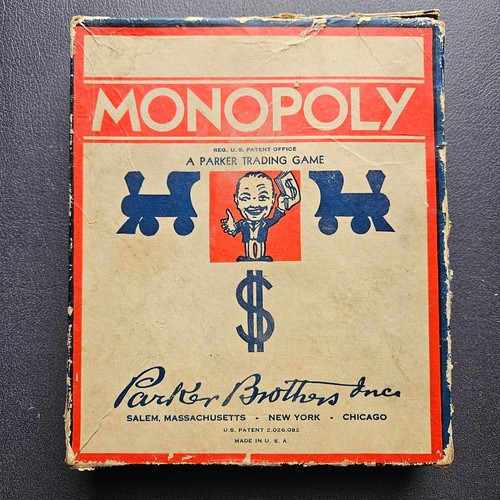 MONOPOLY
REG. U. S. PATENT OFFICE
A PARKER TRADING GAME
$
$
Parker Brothers Inc.
SALEM, MASSACHUSETTS • NEW YORK • CHICAGO
U. S. PATENT 2,026,082
MADE IN U. S. A.